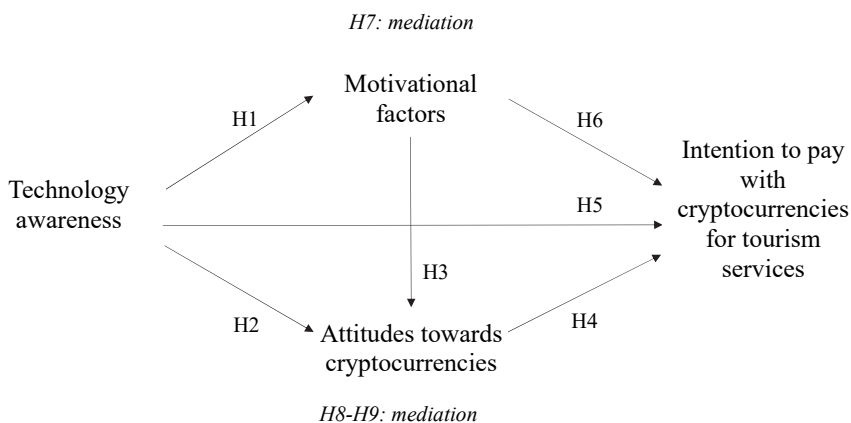 H7: mediation
Motivational
factors
H1
H6
Technology
awareness
Intention to pay
with
cryptocurrencies
for tourism
services
H5
H3
H2
H4
Attitudes towards
cryptocurrencies
H8-H9: mediation